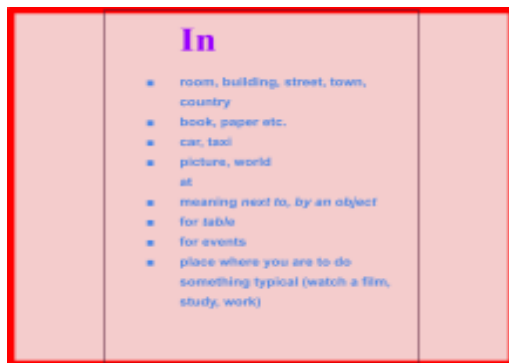 In
▪ room, building, street, town,
country
▪ book, paper etc.
▪ car, taxi
▪ picture, world
at
▪ meaning next to, by an object
▪ for table
▪ for events
▪ place where you are to do
something typical (watch a film,
study, work)